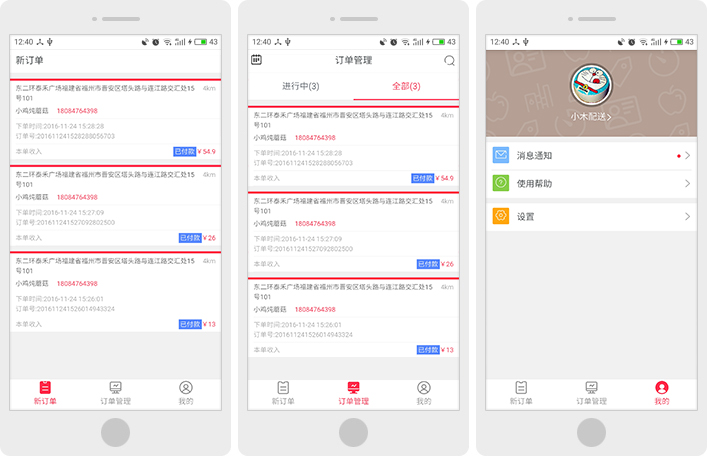 12:40
43
新订单
东二环泰禾广场福建省福州市晋安区塔头路与连江路交汇处15号101
4km
小鸡炖蘑菇 18084764398
下单时间:2016-11-24 15:28:28
订单号:201611241528288056703
本单收入 已付款 ¥54.9
东二环泰禾广场福建省福州市晋安区塔头路与连江路交汇处15号101
4km
小鸡炖蘑菇 18084764398
下单时间:2016-11-24 15:27:09
订单号:201611241527092802500
本单收入 已付款 ¥26
东二环泰禾广场福建省福州市晋安区塔头路与连江路交汇处15号101
4km
小鸡炖蘑菇 18084764398
下单时间:2016-11-24 15:26:01
订单号:201611241526014943324
本单收入 已付款 ¥13
新订单 订单管理 我的
12:40
43
订单管理
进行中(3) 全部(3)
东二环泰禾广场福建省福州市晋安区塔头路与连江路交汇处15
号101
小鸡炖蘑菇 18084764398
下单时间:2016-11-24 15:28:28
订单号:201611241528288056703
本单收入 已付款 ¥54.9
东二环泰禾广场福建省福州市晋安区塔头路与连江路交汇处15
号101
小鸡炖蘑菇 18084764398
下单时间:2016-11-24 15:27:09
订单号:201611241527092802500
本单收入 已付款 ¥26
东二环泰禾广场福建省福州市晋安区塔头路与连江路交汇处15
号101
小鸡炖蘑菇 18084764398
下单时间:2016-11-24 15:26:01
订单号:201611241526014943324
本单收入 已付款 ¥13
新订单 订单管理 我的
12:40
43
小木配送
消息通知
使用帮助
设置
新订单 订单管理 我的